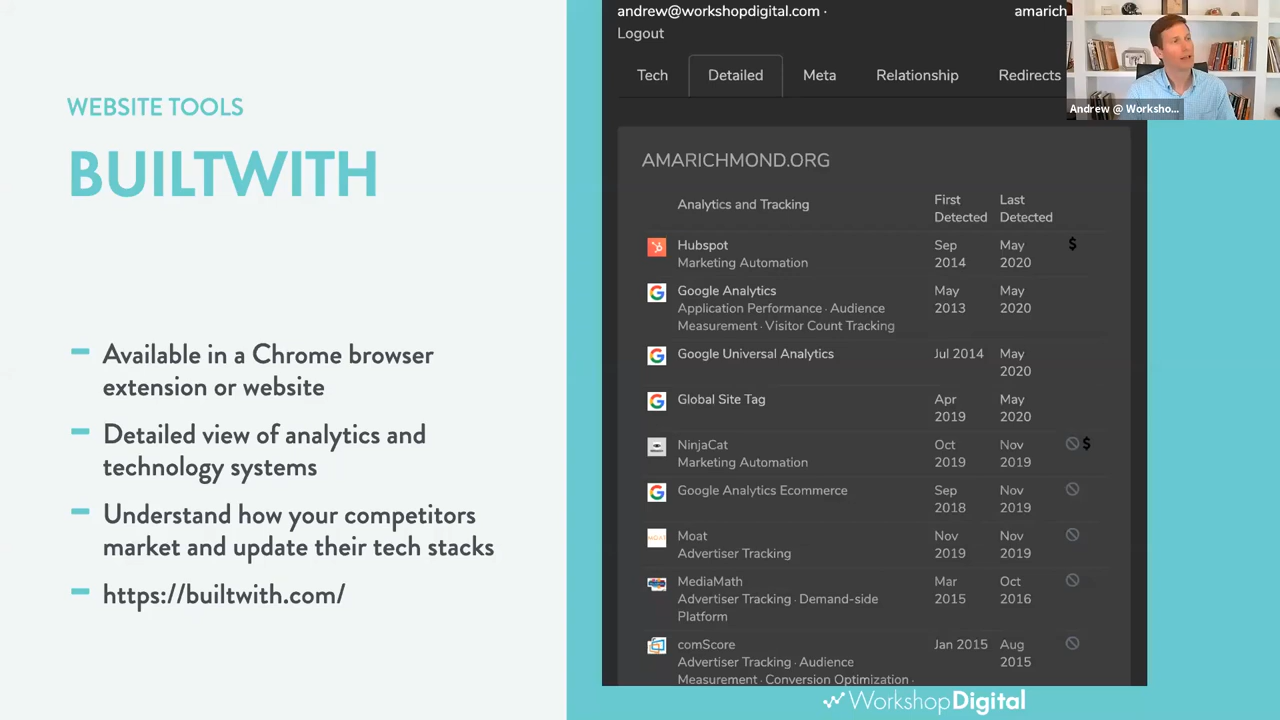 WEBSITE TOOLS
BUILTWITH
Available in a Chrome browser
extension or website
Detailed view of analytics and
technology systems
Understand how your competitors
market and update their tech stacks
https://builtwith.com/
andrew@workshopdigital.com ·
amarich
Logout
Tech
Detailed
Meta
Relationship
Redirects
Andrew @ Worksho...
AMARICHMOND.ORG
Analytics and Tracking
First
Detected
Last
Detected
Hubspot
Marketing Automation
Sep
2014
May
2020
$
Google Analytics
Application Performance · Audience
Measurement · Visitor Count Tracking
May
2013
May
2020
Google Universal Analytics
Jul 2014
May
2020
Global Site Tag
Apr
2019
May
2020
NinjaCat
Marketing Automation
Oct
2019
Nov
2019
$
Google Analytics Ecommerce
Sep
2018
Nov
2019
MOAT
Moat
Advertiser Tracking
Nov
2019
Nov
2019
MediaMath
Advertiser Tracking · Demand-side
Platform
Mar
2015
Oct
2016
comScore
Advertiser Tracking · Audience
Measurement · Conversion Optimization ·
Jan 2015
Aug
2015
WorkshopDigital